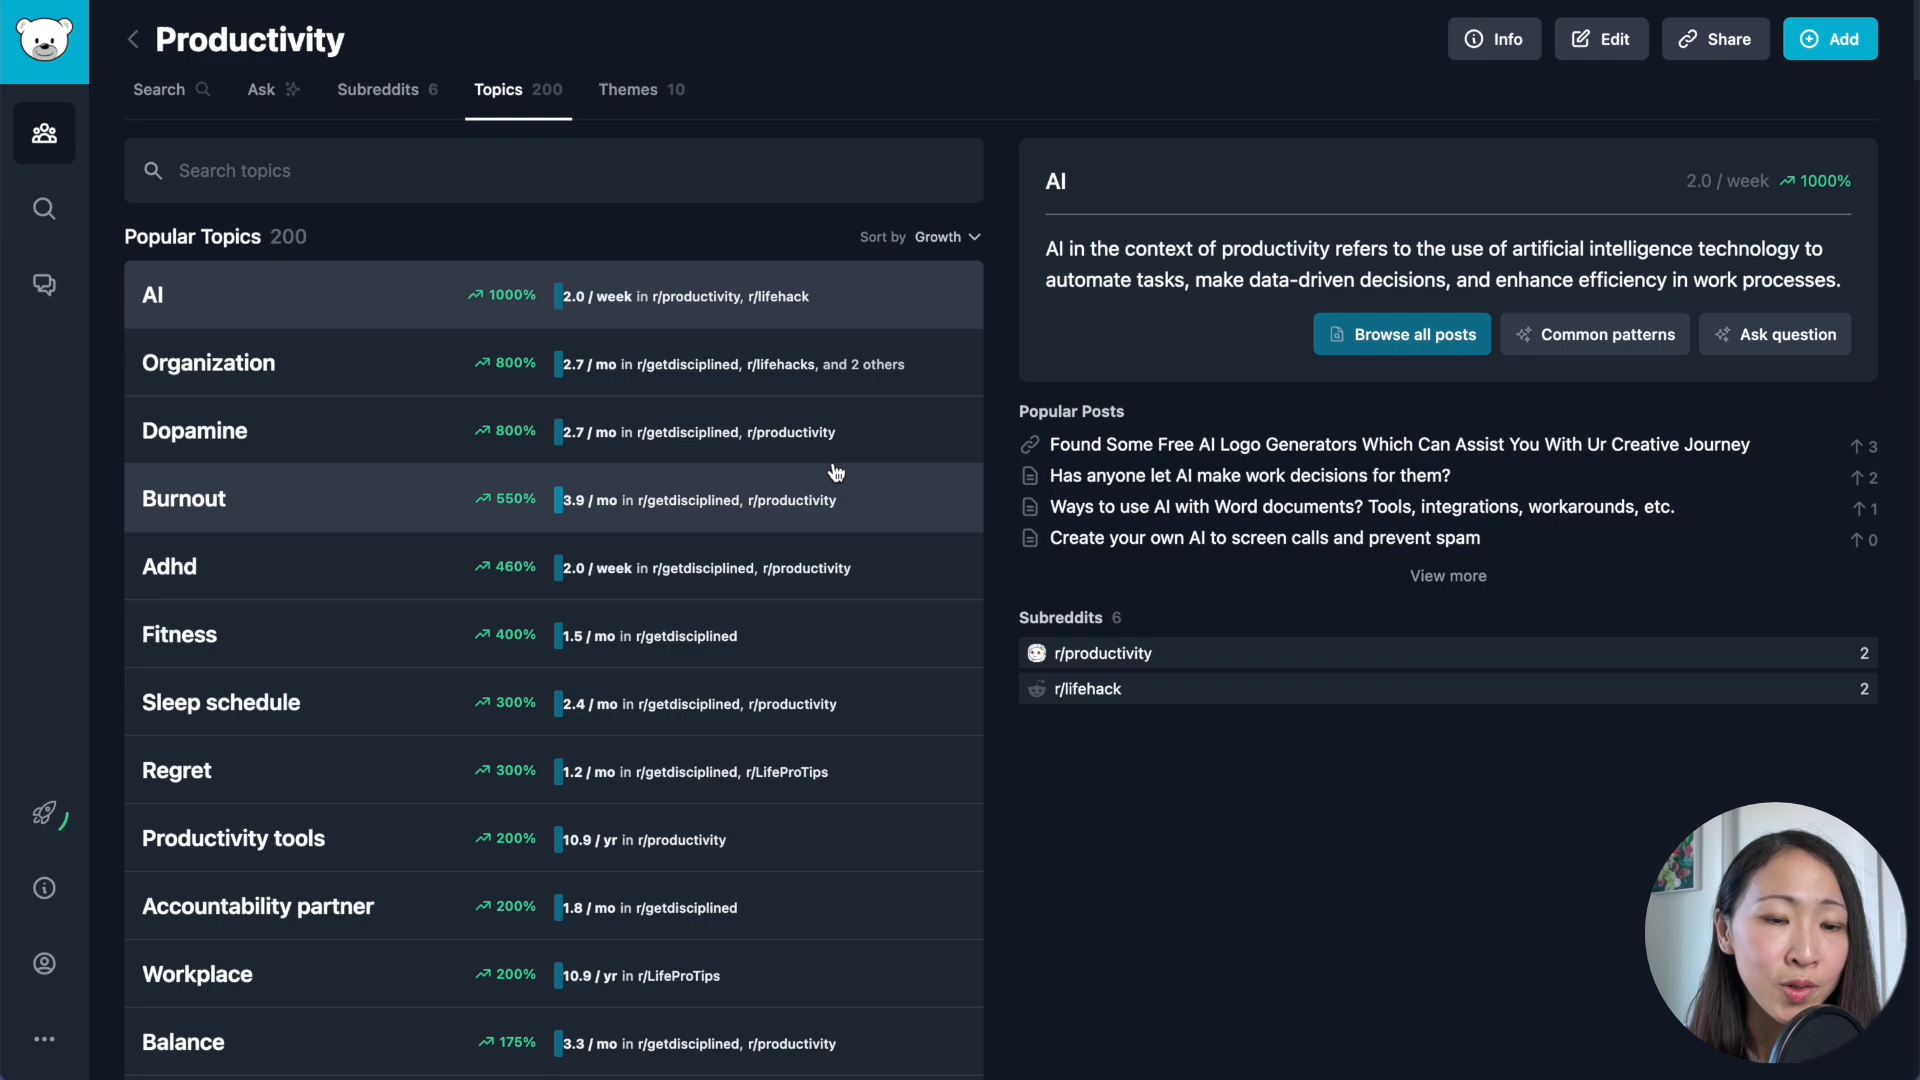 Productivity
Info
Edit
Share
Add
Search
Ask
Subreddits 6
Topics 200
Themes 10
Search topics
Popular Topics 200
Sort by Growth
AI 1000% 2.0 / week in r/productivity, r/lifehack
Organization 800% 2.7 / mo in r/getdisciplined, r/lifehacks, and 2 others
Dopamine 800% 2.7 / mo in r/getdisciplined, r/productivity
Burnout 550% 3.9 / mo in r/getdisciplined, r/productivity
Adhd 460% 2.0 / week in r/getdisciplined, r/productivity
Fitness 400% 1.5 / mo in r/getdisciplined
Sleep schedule 300% 2.4 / mo in r/getdisciplined, r/productivity
Regret 300% 1.2 / mo in r/getdisciplined, r/LifeProTips
Productivity tools 200% 10.9 / yr in r/productivity
Accountability partner 200% 1.8 / mo in r/getdisciplined
Workplace 200% 10.9 / yr in r/LifeProTips
Balance 175% 3.3 / mo in r/getdisciplined, r/productivity
AI 2.0 / week 1000%
AI in the context of productivity refers to the use of artificial intelligence technology to
automate tasks, make data-driven decisions, and enhance efficiency in work processes.
Browse all posts
Common patterns
Ask question
Popular Posts
Found Some Free AI Logo Generators Which Can Assist You With Ur Creative Journey 3
Has anyone let AI make work decisions for them? 2
Ways to use AI with Word documents? Tools, integrations, workarounds, etc. 1
Create your own AI to screen calls and prevent spam 0
View more
Subreddits 6
r/productivity 2
r/lifehack 2